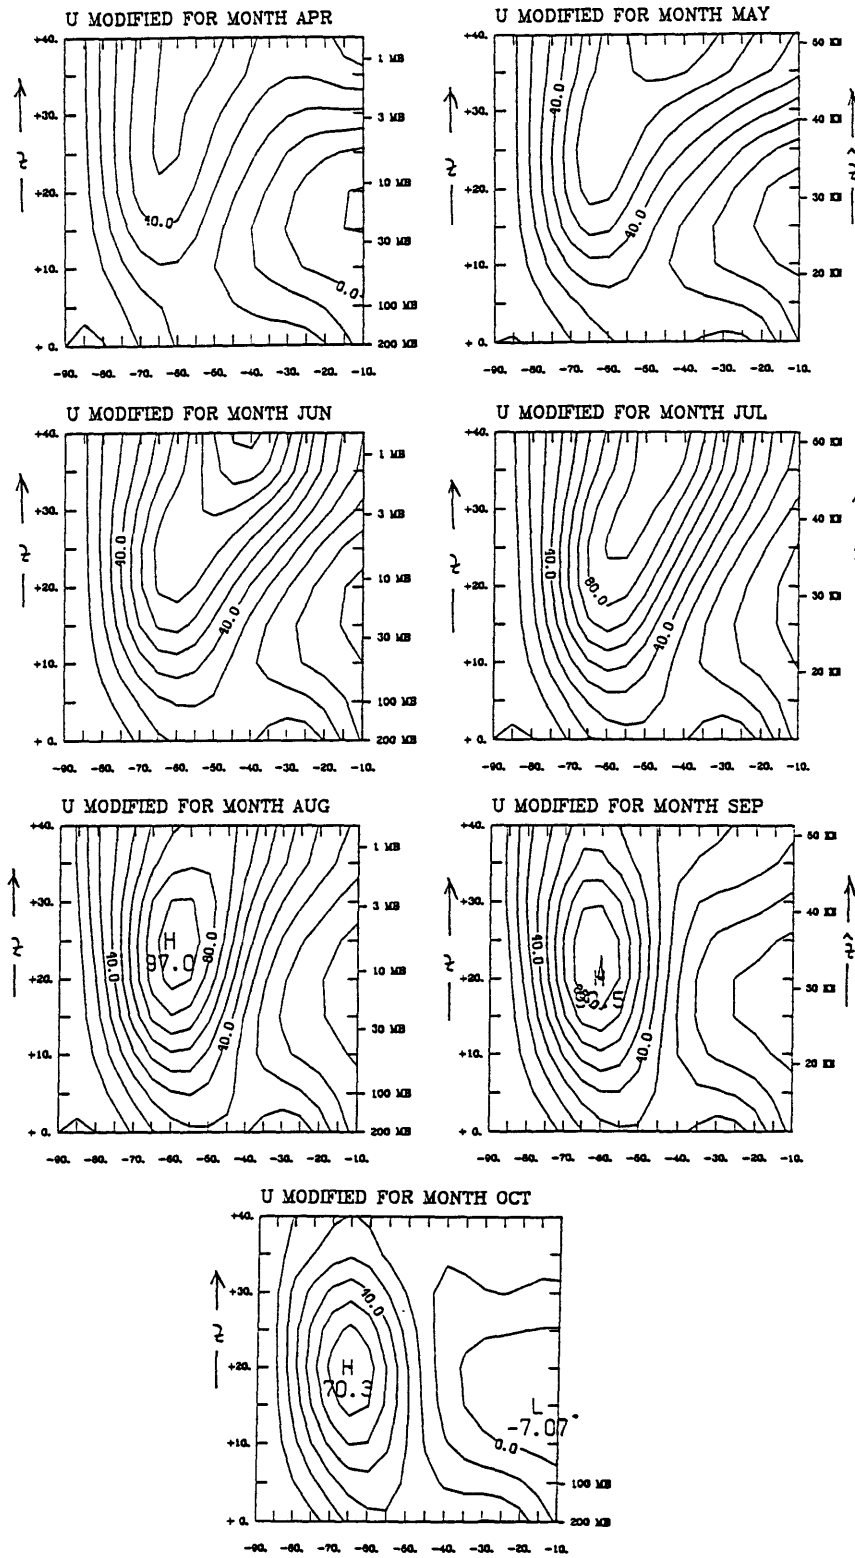 U MODIFIED FOR MONTH APR
+40.
+30.
+20.
+10.
+ 0.
1 MB
3 MB
10 MB
30 MB
100 MB
200 MB
40.0
0.0
-90. -80. -70. -60. -50. -40. -30. -20. -10.
U MODIFIED FOR MONTH MAY
+40.
+30.
+20.
+10.
+ 0.
50 KM
40 KM
30 KM
20 KM
40.0
40.0
-90. -80. -70. -60. -50. -40. -30. -20. -10.
U MODIFIED FOR MONTH JUN
+40.
+30.
+20.
+10.
+ 0.
1 MB
3 MB
10 MB
30 MB
100 MB
200 MB
40.0
40.0
-90. -80. -70. -60. -50. -40. -30. -20. -10.
U MODIFIED FOR MONTH JUL
+40.
+30.
+20.
+10.
+ 0.
50 KM
40 KM
30 KM
20 KM
40.0
80.0
40.0
-90. -80. -70. -60. -50. -40. -30. -20. -10.
U MODIFIED FOR MONTH AUG
+40.
+30.
+20.
+10.
+ 0.
1 MB
3 MB
10 MB
30 MB
100 MB
200 MB
H
97.0
40.0
80.0
40.0
-90. -80. -70. -60. -50. -40. -30. -20. -10.
U MODIFIED FOR MONTH SEP
+40.
+30.
+20.
+10.
+ 0.
50 KM
40 KM
30 KM
20 KM
40.0
H
40.0
-90. -80. -70. -60. -50. -40. -30. -20. -10.
U MODIFIED FOR MONTH OCT
+40.
+30.
+20.
+10.
+ 0.
40.0
H
70.3
L
-7.07
0.0
100 MB
200 MB
-90. -80. -70. -60. -50. -40. -30. -20. -10.